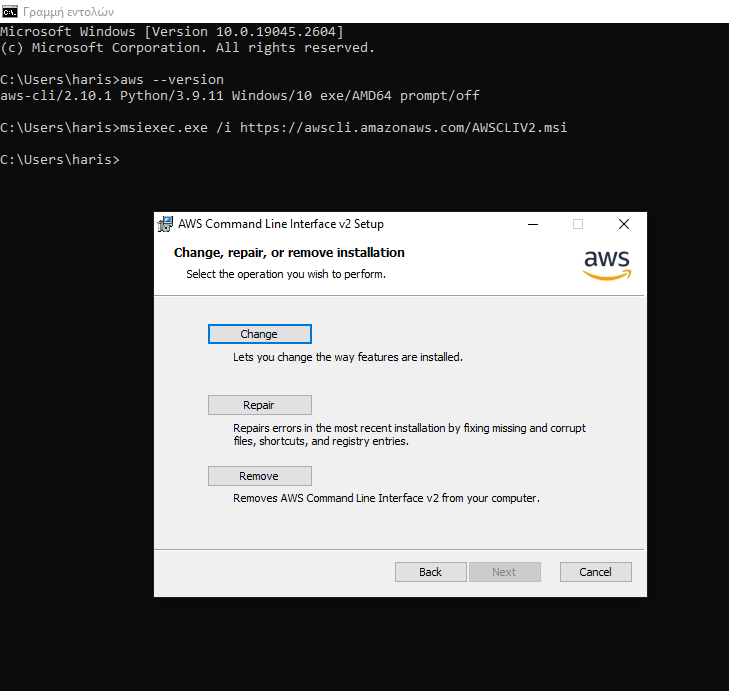 Γραμμή εντολών
Microsoft Windows [Version 10.0.19045.2604]
(c) Microsoft Corporation. All rights reserved.
C:\Users\haris>aws --version
aws-cli/2.10.1 Python/3.9.11 Windows/10 exe/AMD64 prompt/off
C:\Users\haris>msiexec.exe /i https://awscli.amazonaws.com/AWSCLIV2.msi
C:\Users\haris>
AWS Command Line Interface v2 Setup
Change, repair, or remove installation
Select the operation you wish to perform.
aws
Change
Lets you change the way features are installed.
Repair
Repairs errors in the most recent installation by fixing missing and corrupt
files, shortcuts, and registry entries.
Remove
Removes AWS Command Line Interface v2 from your computer.
Back
Next
Cancel